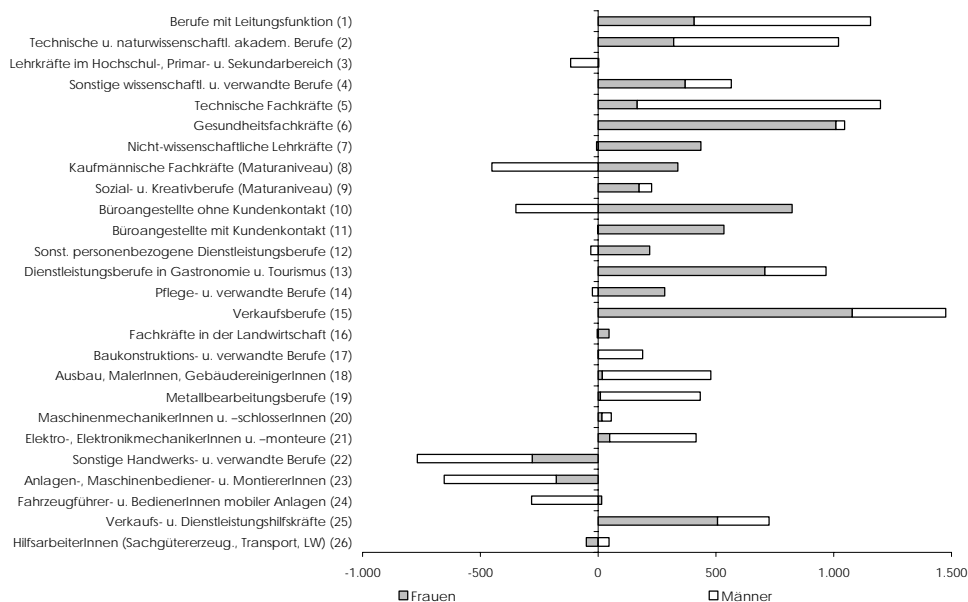 Berufe mit Leitungsfunktion (1)
Technische u. naturwissenschaftl. akadem. Berufe (2)
Lehrkräfte im Hochschul-, Primar- u. Sekundarbereich (3)
Sonstige wissenschaftl. u. verwandte Berufe (4)
Technische Fachkräfte (5)
Gesundheitsfachkräfte (6)
Nicht-wissenschaftliche Lehrkräfte (7)
Kaufmännische Fachkräfte (Maturaniveau) (8)
Sozial- u. Kreativberufe (Maturaniveau) (9)
Büroangestellte ohne Kundenkontakt (10)
Büroangestellte mit Kundenkontakt (11)
Sonst. personenbezogene Dienstleistungsberufe (12)
Dienstleistungsberufe in Gastronomie u. Tourismus (13)
Pflege- u. verwandte Berufe (14)
Verkaufsberufe (15)
Fachkräfte in der Landwirtschaft (16)
Baukonstruktions- u. verwandte Berufe (17)
Ausbau, MalerInnen, GebäudereinigerInnen (18)
Metallbearbeitungsberufe (19)
MaschinenmechanikerInnen u. –schlosserInnen (20)
Elektro-, ElektronikmechanikerInnen u. –monteure (21)
Sonstige Handwerks- u. verwandte Berufe (22)
Anlagen-, Maschinenbediener- u. MontiererInnen (23)
Fahrzeugführer- u. BedienerInnen mobiler Anlagen (24)
Verkaufs- u. Dienstleistungshilfskräfte (25)
HilfsarbeiterInnen (Sachgütererzeug., Transport, LW) (26)
-1.000 -500 0 500 1.000 1.500
Frauen Männer